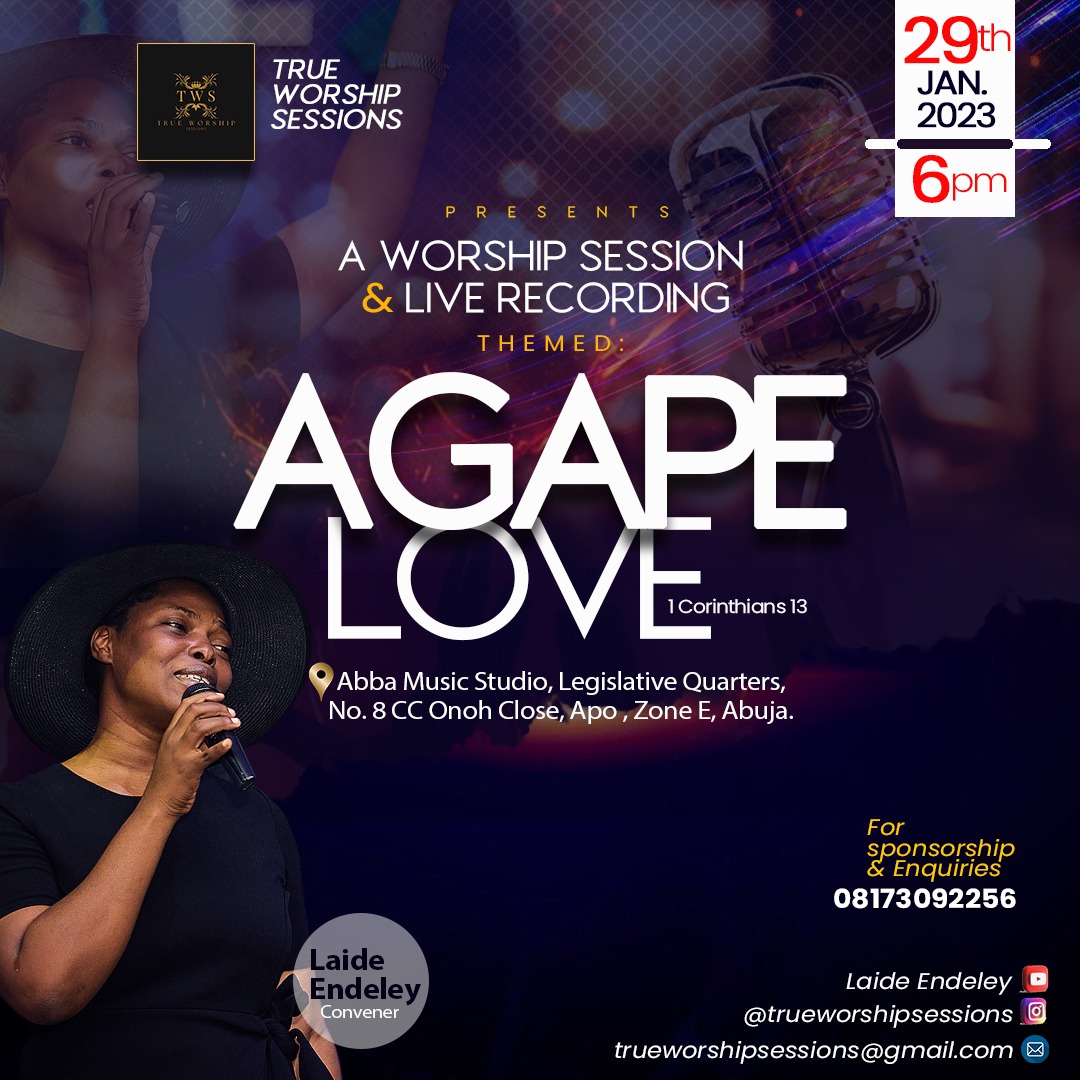 TWS
TRUE WORSHIP
SESSIONS
TRUE
WORSHIP
SESSIONS
29th
JAN.
2023
6pm
PRESENTS
A WORSHIP SESSION
& LIVE RECORDING
THEMED:
AGAPE
LOVE
1 Corinthians 13
Abba Music Studio, Legislative Quarters,
No. 8 CC Onoh Close, Apo , Zone E, Abuja.
For
sponsorship
& Enquiries
08173092256
Laide
Endeley
Convener
Laide Endeley
@trueworshipsessions
trueworshipsessions@gmail.com